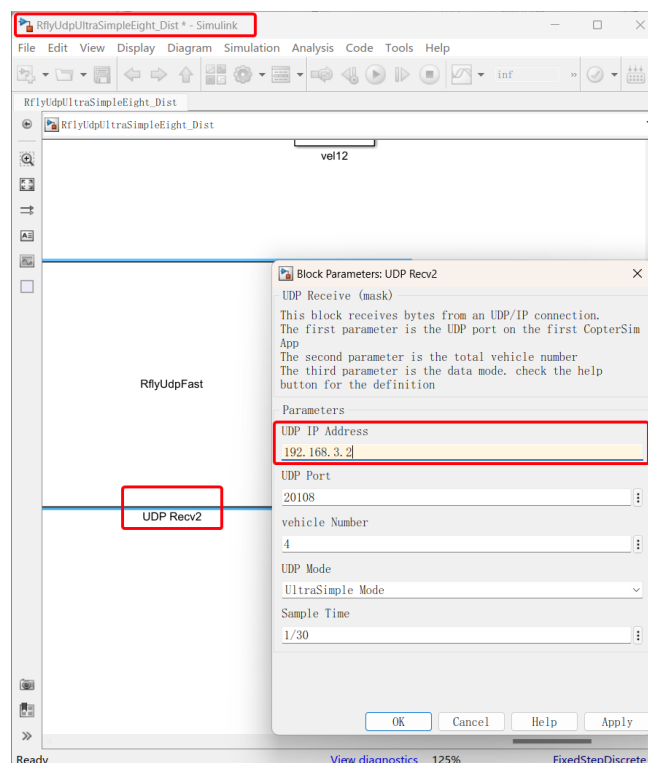 RflyUdpUltraSimpleEight_Dist * - Simulink
File Edit View Display Diagram Simulation Analysis Code Tools Help
inf »
RflyUdpUltraSimpleEight_Dist
RflyUdpUltraSimpleEight_Dist
vel12
RflyUdpFast
UDP Recv2
Block Parameters: UDP Recv2
UDP Receive (mask)
This block receives bytes from an UDP/IP connection.
The first parameter is the UDP port on the first CopterSim
App
The second parameter is the total vehicle number
The third parameter is the data mode. check the help
button for the definition
Parameters
UDP IP Address
192.168.3.2
UDP Port
20108
vehicle Number
4
UDP Mode
UltraSimple Mode
Sample Time
1/30
OK Cancel Help Apply
Ready View diagnostics 125% FixedStepDiscrete